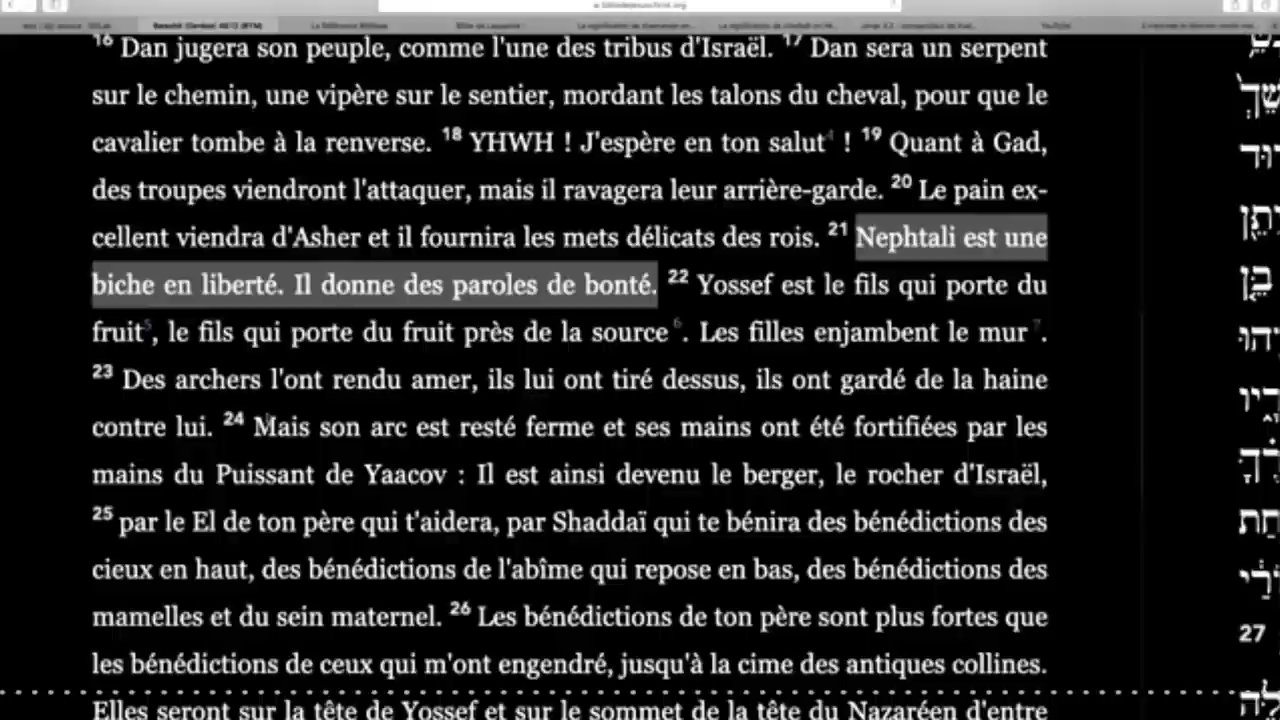 16 Dan jugera son peuple, comme l'une des tribus d'Israël. 17 Dan sera un serpent
sur le chemin, une vipère sur le sentier, mordant les talons du cheval, pour que le
cavalier tombe à la renverse. 18 YHWH ! J'espère en ton salut4 ! 19 Quant à Gad,
des troupes viendront l'attaquer, mais il ravagera leur arrière-garde. 20 Le pain ex-
cellent viendra d'Asher et il fournira les mets délicats des rois. 21 Nephtali est une
biche en liberté. Il donne des paroles de bonté. 22 Yossef est le fils qui porte du
fruit5, le fils qui porte du fruit près de la source6. Les filles enjambent le mur7.
23 Des archers l'ont rendu amer, ils lui ont tiré dessus, ils ont gardé de la haine
contre lui. 24 Mais son arc est resté ferme et ses mains ont été fortifiées par les
mains du Puissant de Yaacov : Il est ainsi devenu le berger, le rocher d'Israël,
25 par le El de ton père qui t'aidera, par Shaddaï qui te bénira des bénédictions des
cieux en haut, des bénédictions de l'abîme qui repose en bas, des bénédictions des
mamelles et du sein maternel. 26 Les bénédictions de ton père sont plus fortes que
les bénédictions de ceux qui m'ont engendré, jusqu'à la cime des antiques collines.
Elles seront sur la tête de Yossef et sur le sommet de la tête du Nazaréen d'entre
27